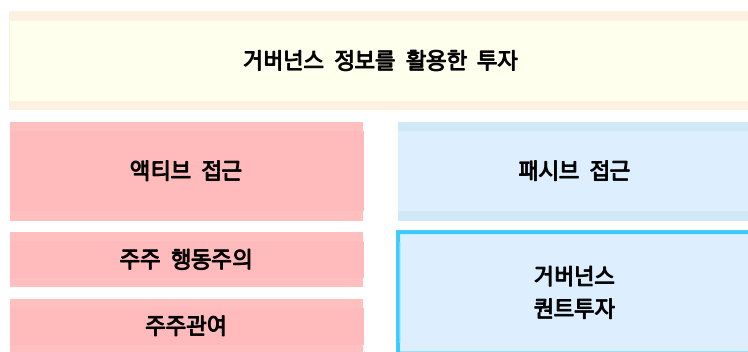 거버넌스 정보를 활용한 투자
액티브 접근
패시브 접근
주주 행동주의
주주관여
거버넌스
퀀트투자